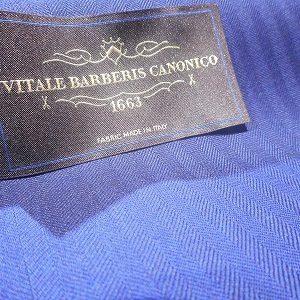 VITALE BARBERIS CANONICO
1663
FABRIC MADE IN ITALY